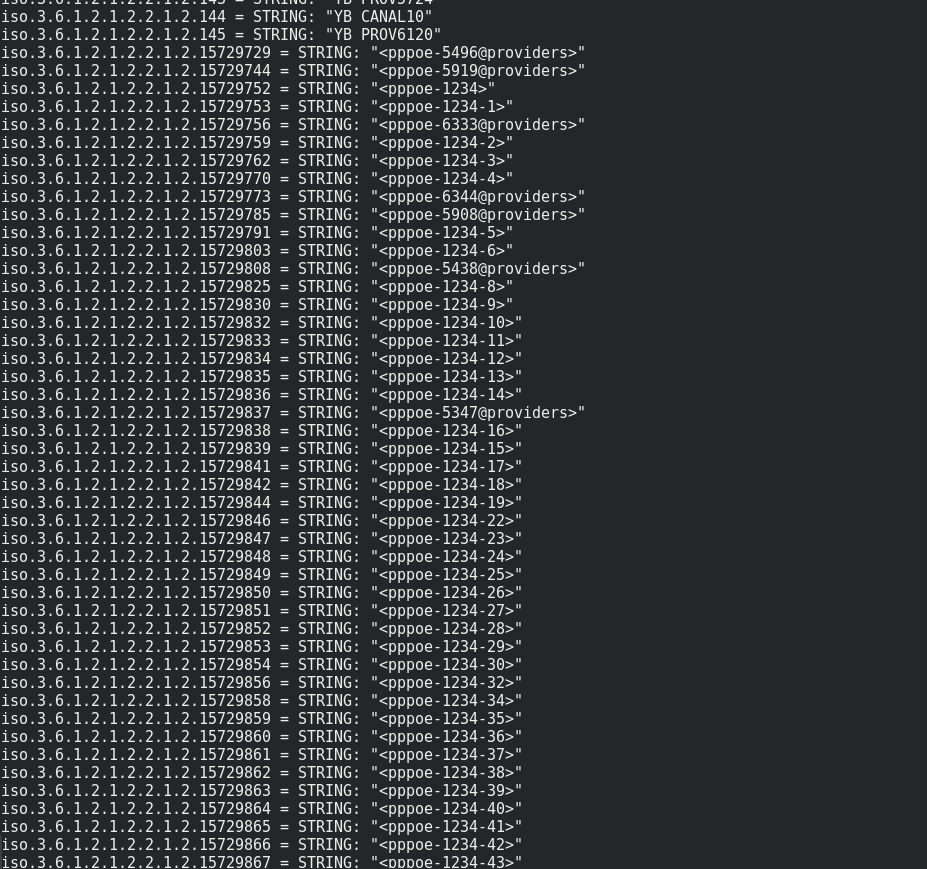 STRING: "YB
iso.3.6.1.2.1.2.2.1.2.144 = STRING: "YB CANAL10"
iso.3.6.1.2.1.2.2.1.2.145 = STRING: "YB PROV6120"
iso.3.6.1.2.1.2.2.1.2.15729729 = STRING: "<pppoe-5496@providers>"
iso.3.6.1.2.1.2.2.1.2.15729744 = STRING: "<pppoe-5919@providers>"
iso.3.6.1.2.1.2.2.1.2.15729752 = STRING: "<pppoe-1234>"
iso.3.6.1.2.1.2.2.1.2.15729753 = STRING: "<pppoe-1234-1>"
iso.3.6.1.2.1.2.2.1.2.15729756 = STRING: "<pppoe-6333@providers>"
iso.3.6.1.2.1.2.2.1.2.15729759 = STRING: "<pppoe-1234-2>"
iso.3.6.1.2.1.2.2.1.2.15729762 = STRING: "<pppoe-1234-3>"
iso.3.6.1.2.1.2.2.1.2.15729770 = STRING: "<pppoe-1234-4>"
iso.3.6.1.2.1.2.2.1.2.15729773 = STRING: "<pppoe-6344@providers>"
iso.3.6.1.2.1.2.2.1.2.15729785 = STRING: "<pppoe-5908@providers>"
iso.3.6.1.2.1.2.2.1.2.15729791 = STRING: "<pppoe-1234-5>"
iso.3.6.1.2.1.2.2.1.2.15729803 = STRING: "<pppoe-1234-6>"
iso.3.6.1.2.1.2.2.1.2.15729808 = STRING: "<pppoe-5438@providers>"
iso.3.6.1.2.1.2.2.1.2.15729825 = STRING: "<pppoe-1234-8>"
iso.3.6.1.2.1.2.2.1.2.15729830 = STRING: "<pppoe-1234-9>"
iso.3.6.1.2.1.2.2.1.2.15729832 = STRING: "<pppoe-1234-10>"
iso.3.6.1.2.1.2.2.1.2.15729833 = STRING: "<pppoe-1234-11>"
iso.3.6.1.2.1.2.2.1.2.15729834 = STRING: "<pppoe-1234-12>"
iso.3.6.1.2.1.2.2.1.2.15729835 = STRING: "<pppoe-1234-13>"
iso.3.6.1.2.1.2.2.1.2.15729836 = STRING: "<pppoe-1234-14>"
iso.3.6.1.2.1.2.2.1.2.15729837 = STRING: "<pppoe-5347@providers>"
iso.3.6.1.2.1.2.2.1.2.15729838 = STRING: "<pppoe-1234-16>"
iso.3.6.1.2.1.2.2.1.2.15729839 = STRING: "<pppoe-1234-15>"
iso.3.6.1.2.1.2.2.1.2.15729841 = STRING: "<pppoe-1234-17>"
iso.3.6.1.2.1.2.2.1.2.15729842 = STRING: "<pppoe-1234-18>"
iso.3.6.1.2.1.2.2.1.2.15729844 = STRING: "<pppoe-1234-19>"
iso.3.6.1.2.1.2.2.1.2.15729846 = STRING: "<pppoe-1234-22>"
iso.3.6.1.2.1.2.2.1.2.15729847 = STRING: "<pppoe-1234-23>"
iso.3.6.1.2.1.2.2.1.2.15729848 = STRING: "<pppoe-1234-24>"
iso.3.6.1.2.1.2.2.1.2.15729849 = STRING: "<pppoe-1234-25>"
iso.3.6.1.2.1.2.2.1.2.15729850 = STRING: "<pppoe-1234-26>"
iso.3.6.1.2.1.2.2.1.2.15729851 = STRING: "<pppoe-1234-27>"
iso.3.6.1.2.1.2.2.1.2.15729852 = STRING: "<pppoe-1234-28>"
iso.3.6.1.2.1.2.2.1.2.15729853 = STRING: "<pppoe-1234-29>"
iso.3.6.1.2.1.2.2.1.2.15729854 = STRING: "<pppoe-1234-30>"
iso.3.6.1.2.1.2.2.1.2.15729856 = STRING: "<pppoe-1234-32>"
iso.3.6.1.2.1.2.2.1.2.15729858 = STRING: "<pppoe-1234-34>"
iso.3.6.1.2.1.2.2.1.2.15729859 = STRING: "<pppoe-1234-35>"
iso.3.6.1.2.1.2.2.1.2.15729860 = STRING: "<pppoe-1234-36>"
iso.3.6.1.2.1.2.2.1.2.15729861 = STRING: "<pppoe-1234-37>"
iso.3.6.1.2.1.2.2.1.2.15729862 = STRING: "<pppoe-1234-38>"
iso.3.6.1.2.1.2.2.1.2.15729863 = STRING: "<pppoe-1234-39>"
iso.3.6.1.2.1.2.2.1.2.15729864 = STRING: "<pppoe-1234-40>"
iso.3.6.1.2.1.2.2.1.2.15729865 = STRING: "<pppoe-1234-41>"
iso.3.6.1.2.1.2.2.1.2.15729866 = STRING: "<pppoe-1234-42>"
iso.3.6.1.2.1.2.2.1.2.15729867 = STRING: "<pppoe-1234-43>"